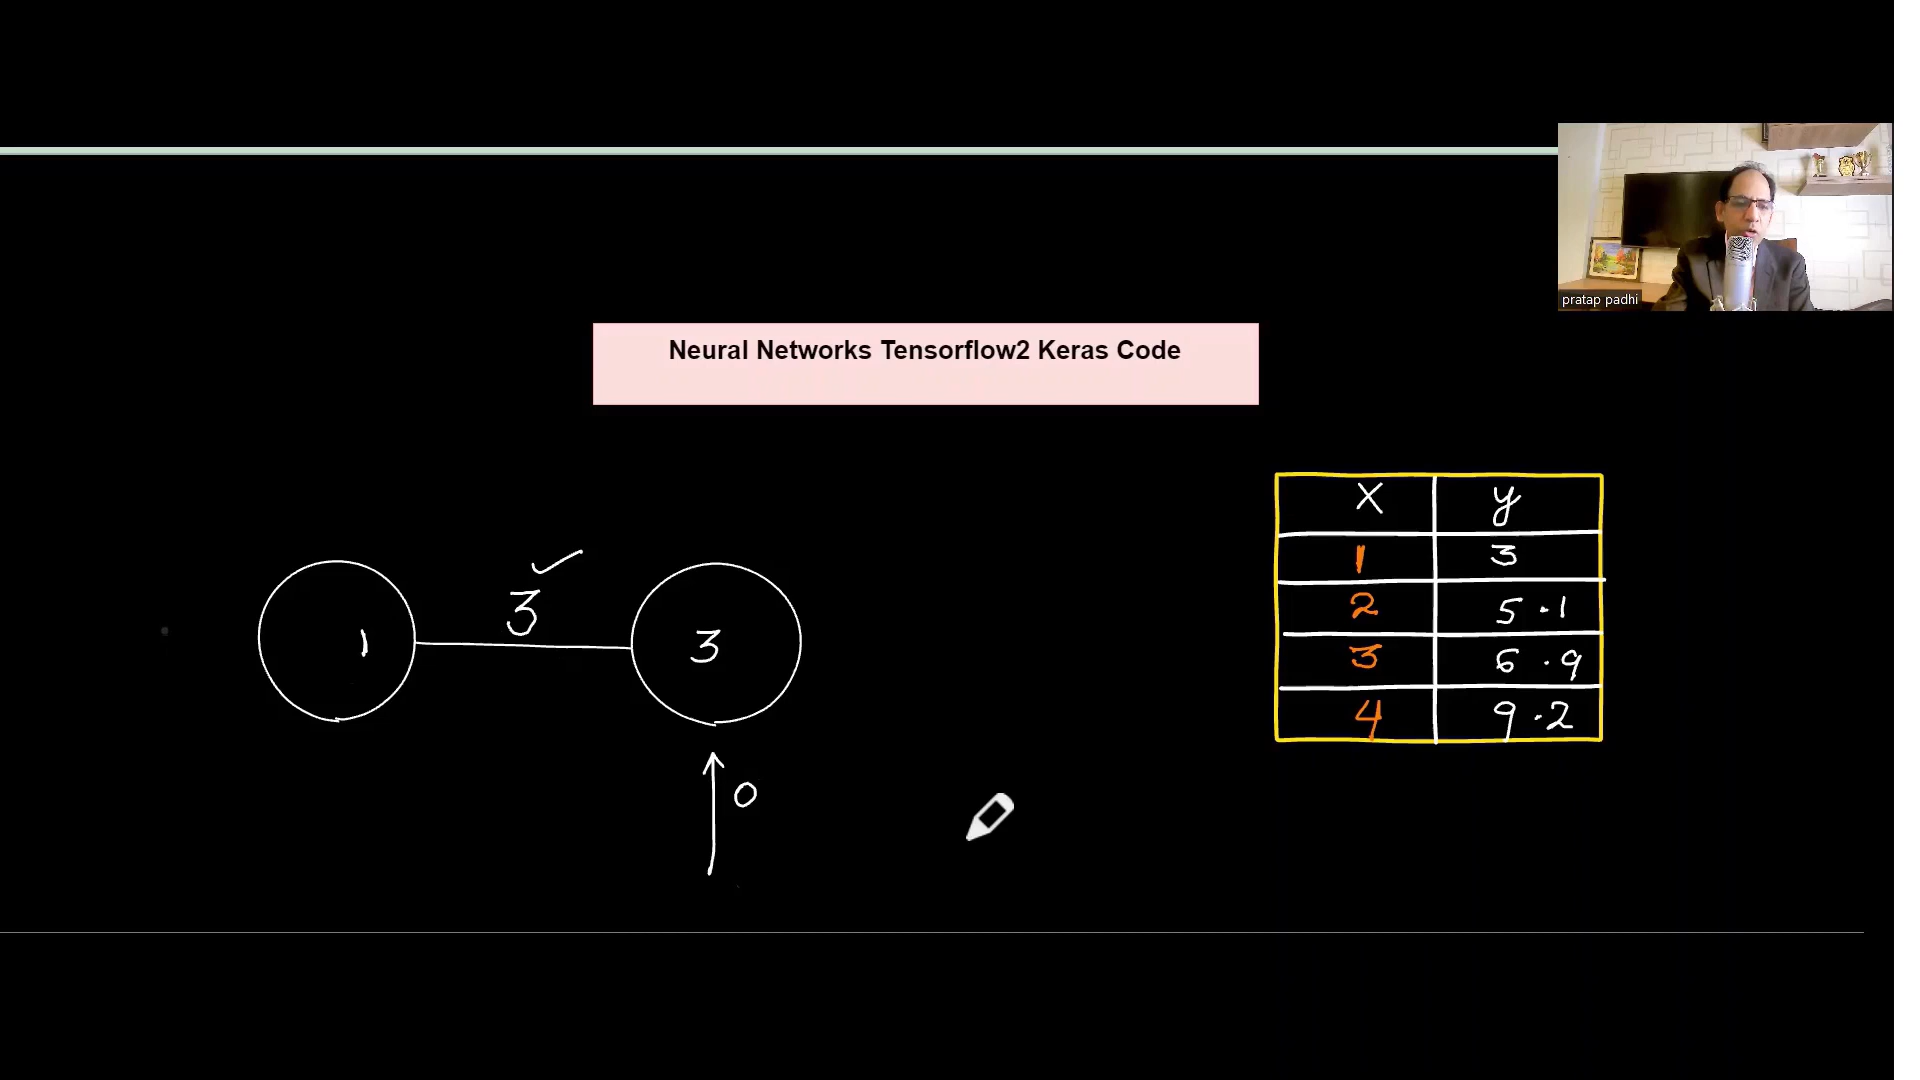 pratap padhi
Neural Networks Tensorflow2 Keras Code
X y
1 3
2 5.1
3 6.9
4 9.2
3
1 3
0